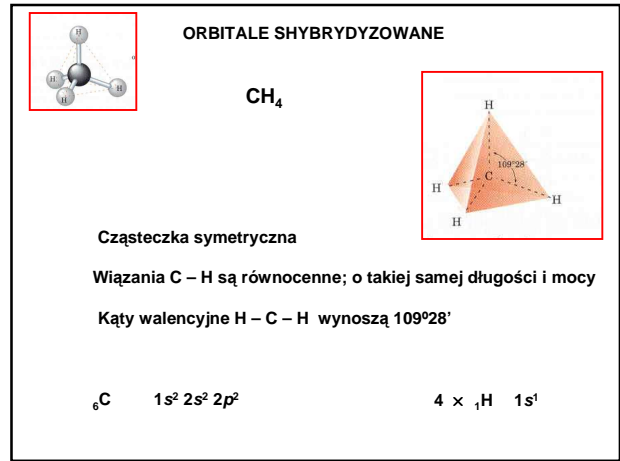 ORBITALE SHYBRYDYZOWANE
H
H
H
H
CH₄
H
109°28'
C
H
H
H
Cząsteczka symetryczna
Wiązania C – H są równocenne; o takiej samej długości i mocy
Kąty walencyjne H – C – H wynoszą 109⁰28’
₆C 1s² 2s² 2p² 4 × ₁H 1s¹